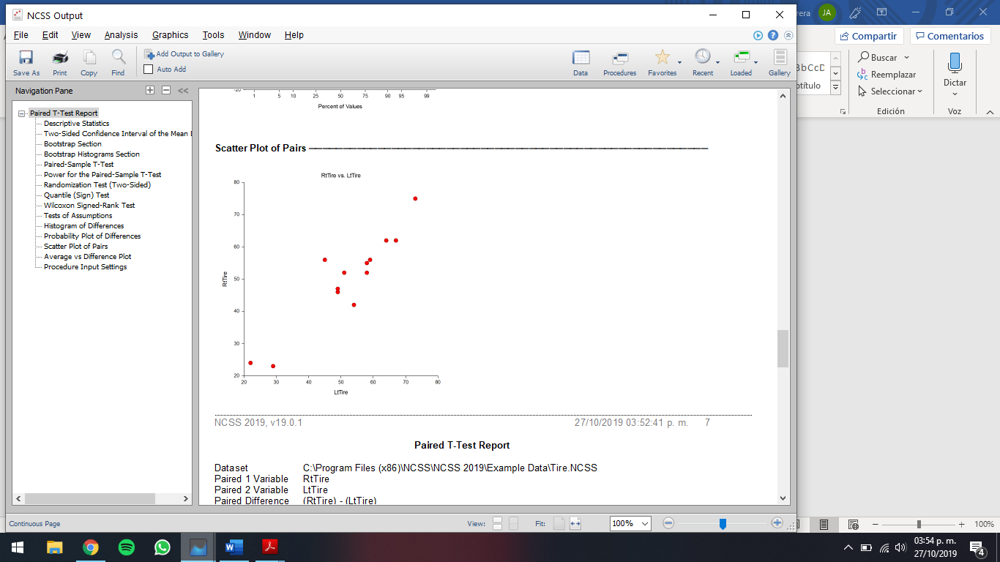 NCSS Output
rera JA
File Edit View Analysis Graphics Tools Window Help
Compartir Comentarios
Save As Print Copy Find
Add Output to Gallery
Auto Add
Data Procedures Favorites Recent Loaded Gallery
Buscar
Reemplazar
Seleccionar
Edición
Dictar
Voz
Navigation Pane <<
Paired T-Test Report
Descriptive Statistics
Two-Sided Confidence Interval of the Mean
Bootstrap Section
Bootstrap Histograms Section
Paired-Sample T-Test
Power for the Paired-Sample T-Test
Randomization Test (Two-Sided)
Quantile (Sign) Test
Wilcoxon Signed-Rank Test
Tests of Assumptions
Histogram of Differences
Probability Plot of Differences
Scatter Plot of Pairs
Average vs Difference Plot
Procedure Input Settings
-20
1 5 10 25 50 75 90 95 99
Percent of Values
Scatter Plot of Pairs
RtTire vs. LtTire
80
70
60
50
40
30
20
RtTire
20 30 40 50 60 70 80
LtTire
NCSS 2019, v19.0.1 27/10/2019 03:52:41 p. m. 7
Paired T-Test Report
Dataset C:\Program Files (x86)\NCSS\NCSS 2019\Example Data\Tire.NCSS
Paired 1 Variable RtTire
Paired 2 Variable LtTire
Paired Difference (RtTire) - (LtTire)
Continuous Page View: Fit: 100%
100%
03:54 p. m.
27/10/2019
4